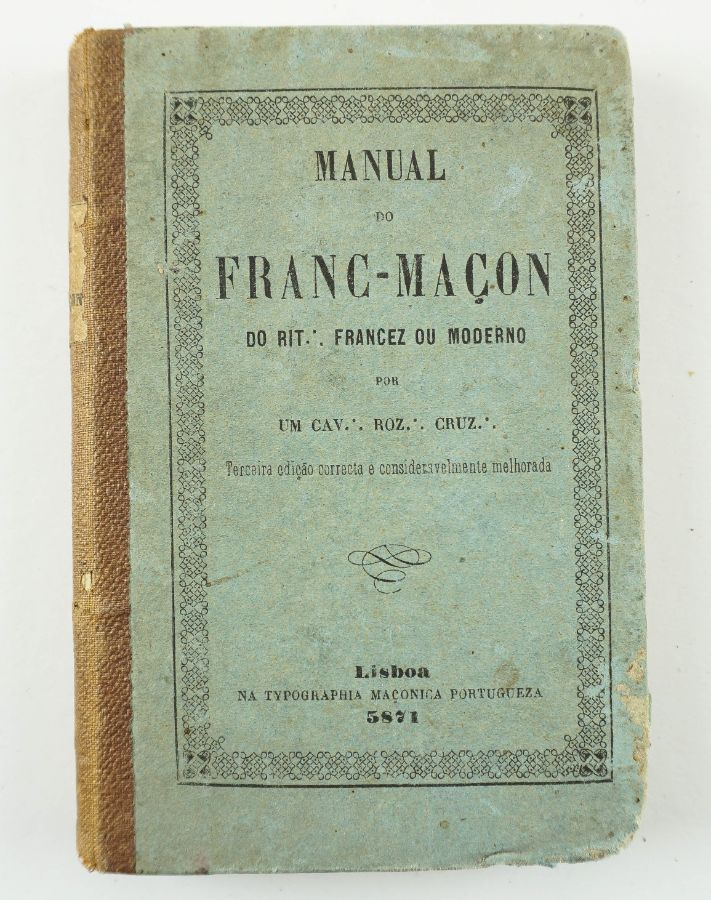 MANUAL
DO
FRANC-MAÇON
DO RIT.∴ FRANCEZ OU MODERNO
POR
UM CAV.∴ ROZ.∴ CRUZ.∴
Terceira edição correcta e consideravelmente melhorada
Lisboa
NA TYPOGRAPHIA MAÇONICA PORTUGUEZA
5871